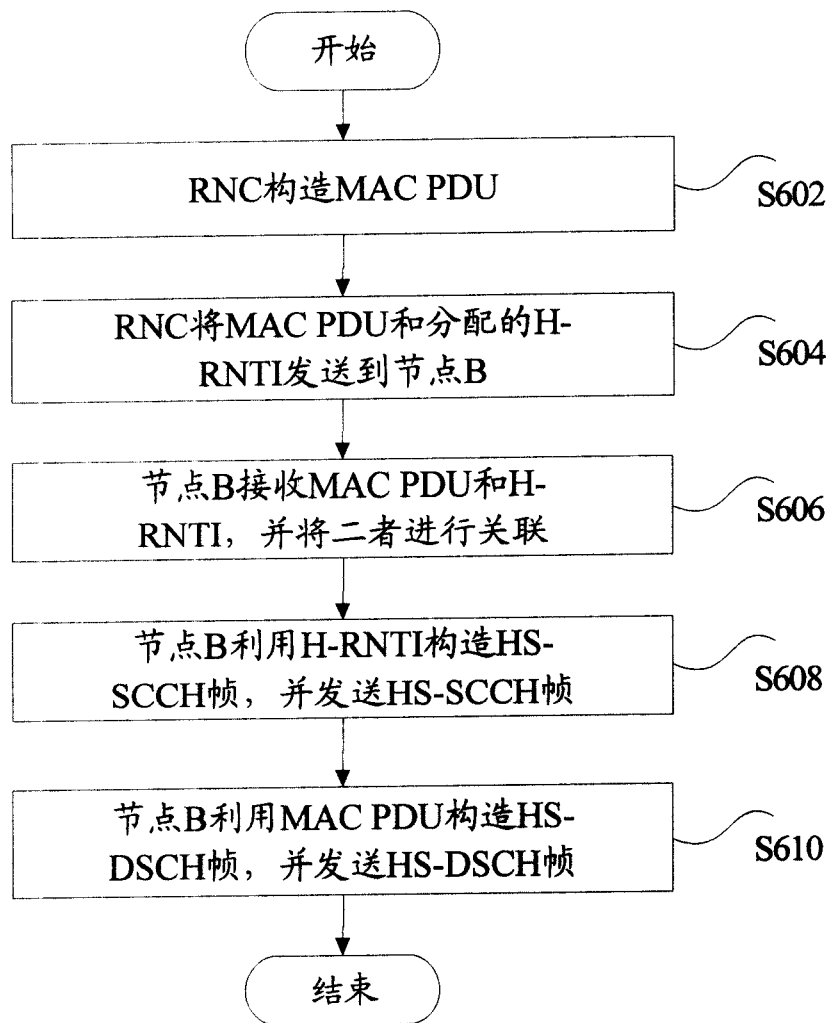 开始
RNC构造MAC PDU
S602
RNC将MAC PDU和分配的H-
RNTI发送到节点B
S604
节点B接收MAC PDU和H-
RNTI，并将二者进行关联
S606
节点B利用H-RNTI构造HS-
SCCH帧，并发送HS-SCCH帧
S608
节点B利用MAC PDU构造HS-
DSCH帧，并发送HS-DSCH帧
S610
结束